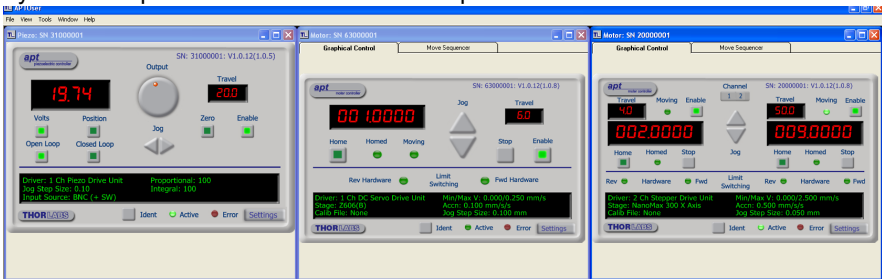 APTUser
File View Tools Window Help
Piezo: SN 31000001
apt
piezoelectric controller
SN: 31000001: V1.0.12(1.0.5)
Output
19.74
Travel
20.0
Volts Position
Zero Enable
Open Loop Closed Loop
Jog
Driver: 1 Ch Piezo Drive Unit Proportional: 100
Jog Step Size: 0.10 Integral: 100
Input Source: BNC (+ SW)
THORLABS Ident Active Error Settings
Motor: SN 63000001
Graphical Control Move Sequencer
apt
motor controller
SN: 63000001: V1.0.12(1.0.8)
Jog
Travel
6.0
001.0000
Home Homed Moving Stop Enable
Rev Hardware Limit Switching Fwd Hardware
Driver: 1 Ch DC Servo Drive Unit Min/Max V: 0.000/0.250 mm/s
Stage: Z606(B) Accn: 0.100 mm/s/s
Calib File: None Jog Step Size: 0.100 mm
THORLABS Ident Active Error Settings
Motor: SN 20000001
Graphical Control Move Sequencer
apt
motor controller
SN: 20000001: V1.0.12(1.0.8)
Channel
1 2
Travel Moving Enable
4.0
Travel Moving Enable
50.0
002.0000 009.0000
Home Homed Stop Jog Home Homed Stop
Rev Hardware Fwd Limit Switching Rev Hardware Fwd
Driver: 2 Ch Stepper Drive Unit Min/Max V: 0.000/2.500 mm/s
Stage: NanoMax 300 X Axis Accn: 0.500 mm/s/s
Calib File: None Jog Step Size: 0.050 mm
THORLABS Ident Active Error Settings